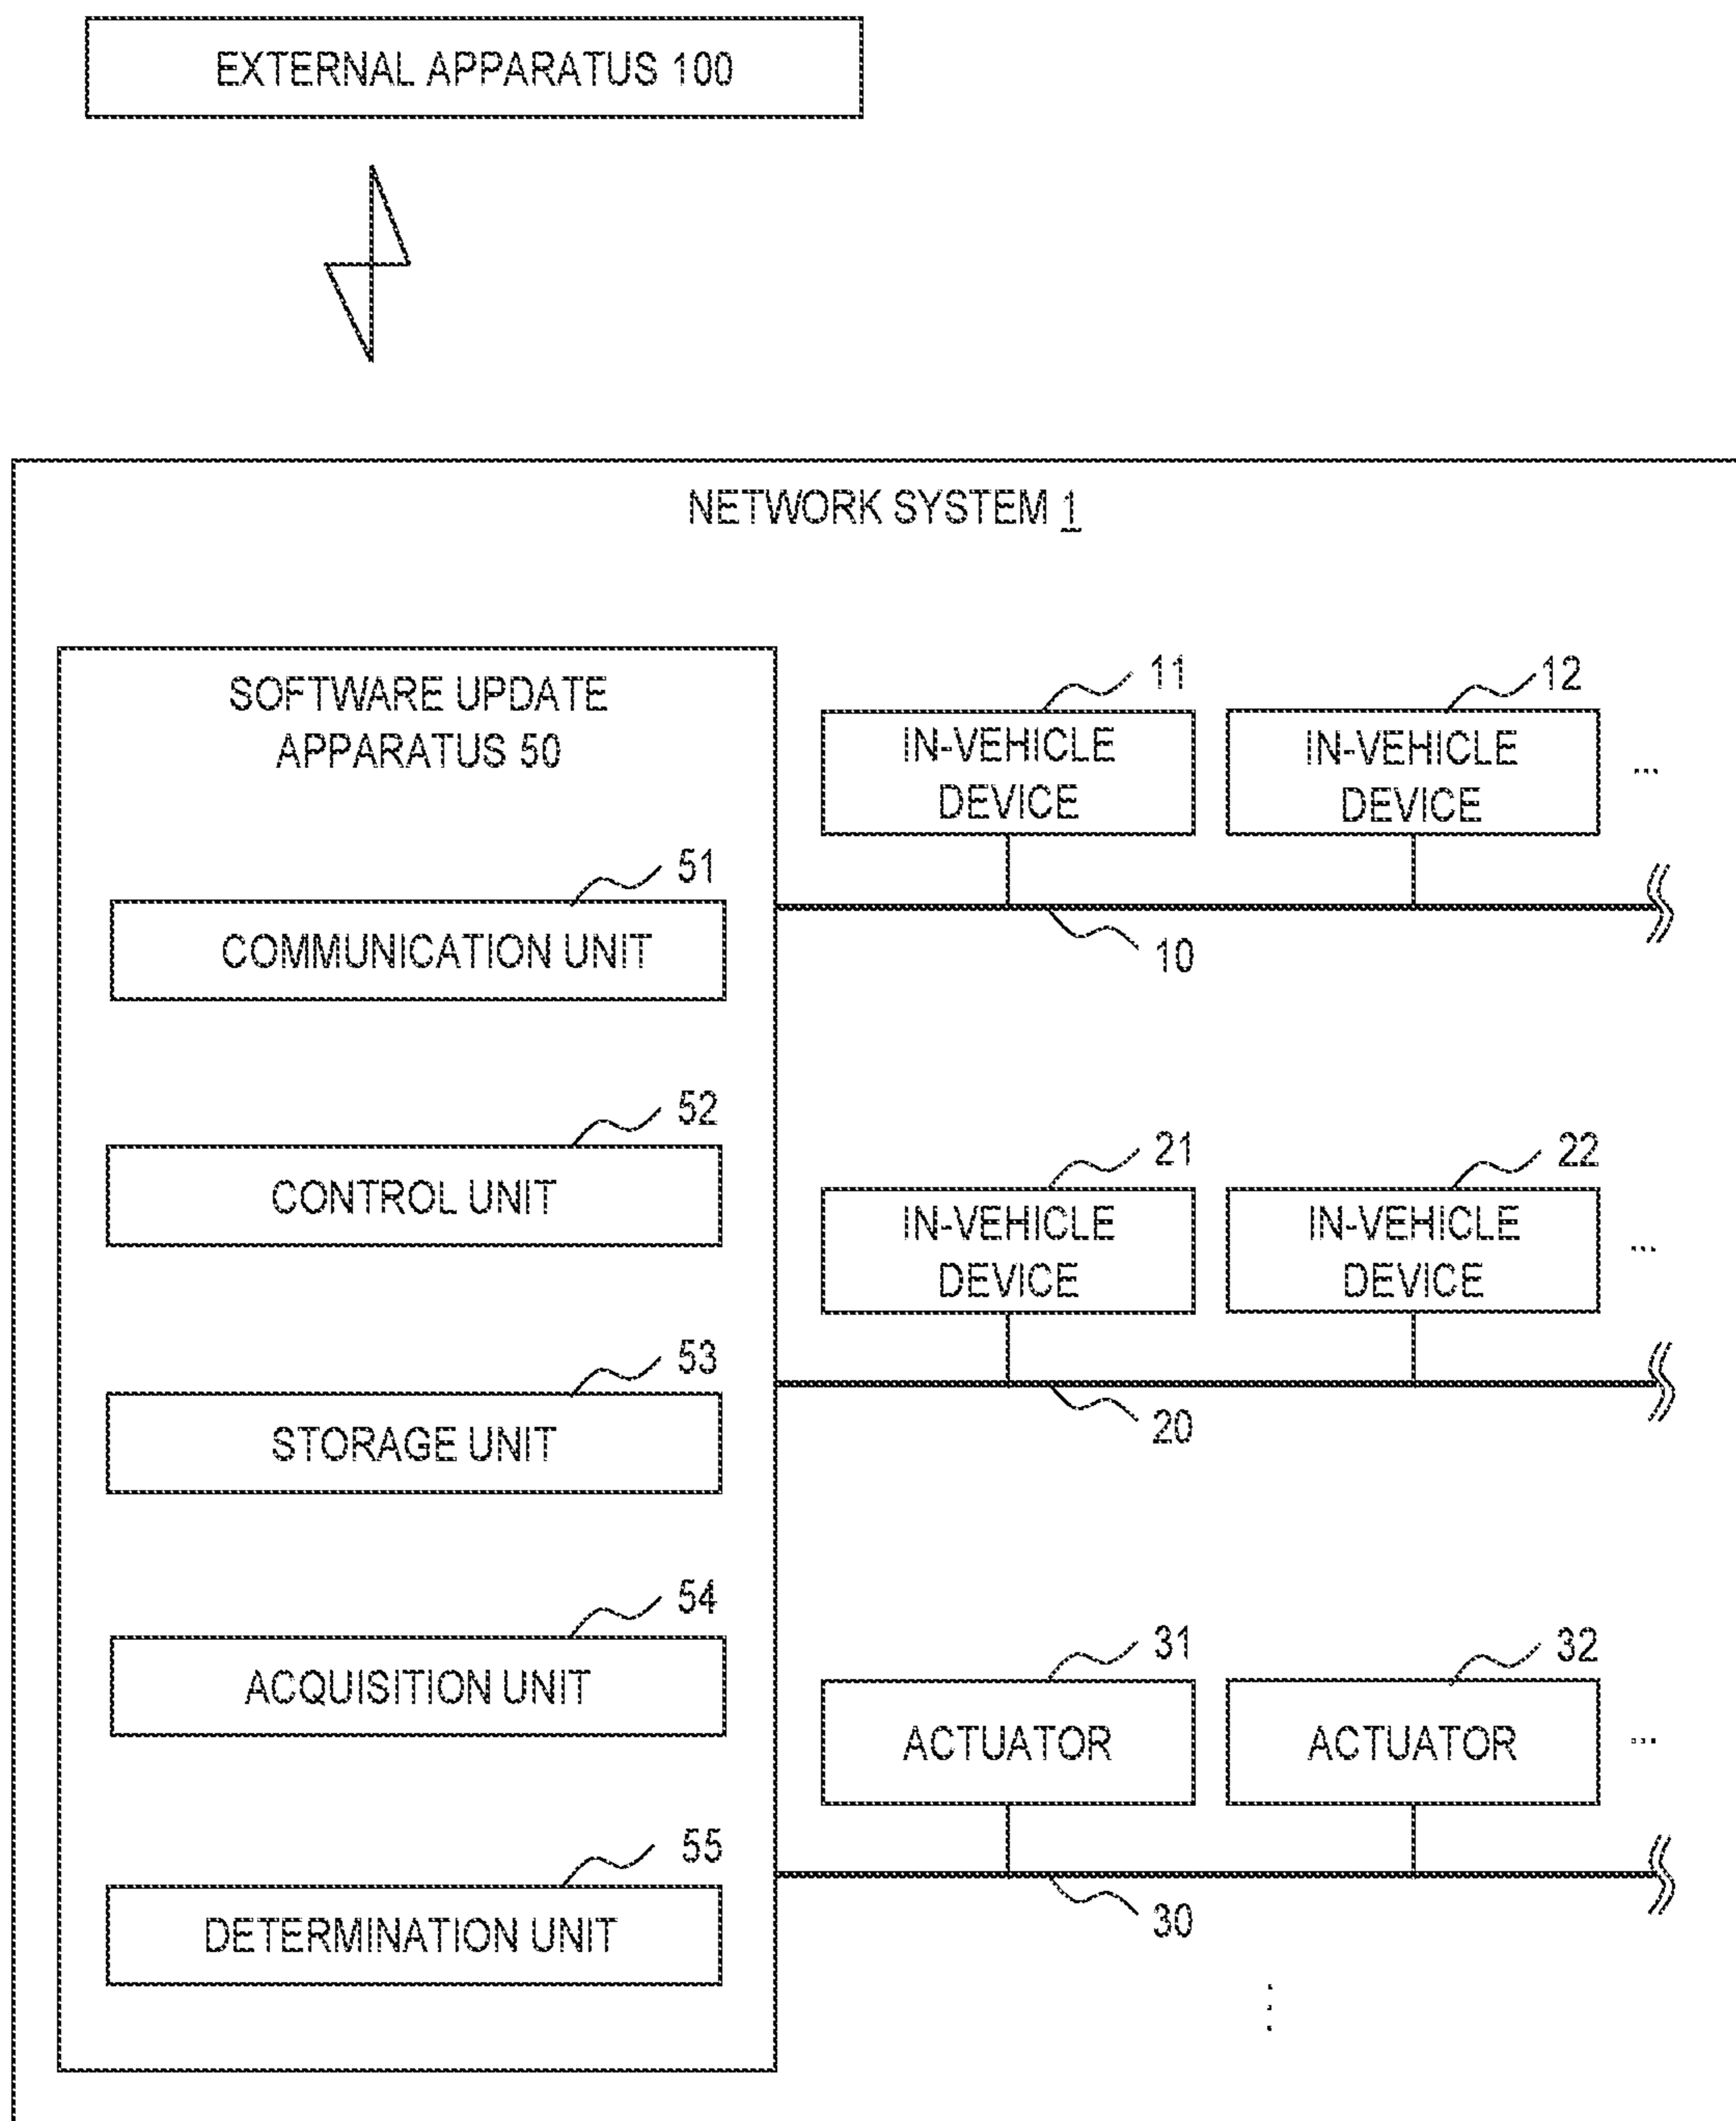 EXTERNAL APPARATUS 100
NETWORK SYSTEM 1
SOFTWARE UPDATE
APPARATUS 50
51
COMMUNICATION UNIT
52
CONTROL UNIT
53
STORAGE UNIT
54
ACQUISITION UNIT
55
DETERMINATION UNIT
11
IN-VEHICLE
DEVICE
12
IN-VEHICLE
DEVICE
...
10
21
IN-VEHICLE
DEVICE
22
IN-VEHICLE
DEVICE
...
20
31
ACTUATOR
32
ACTUATOR
...
30